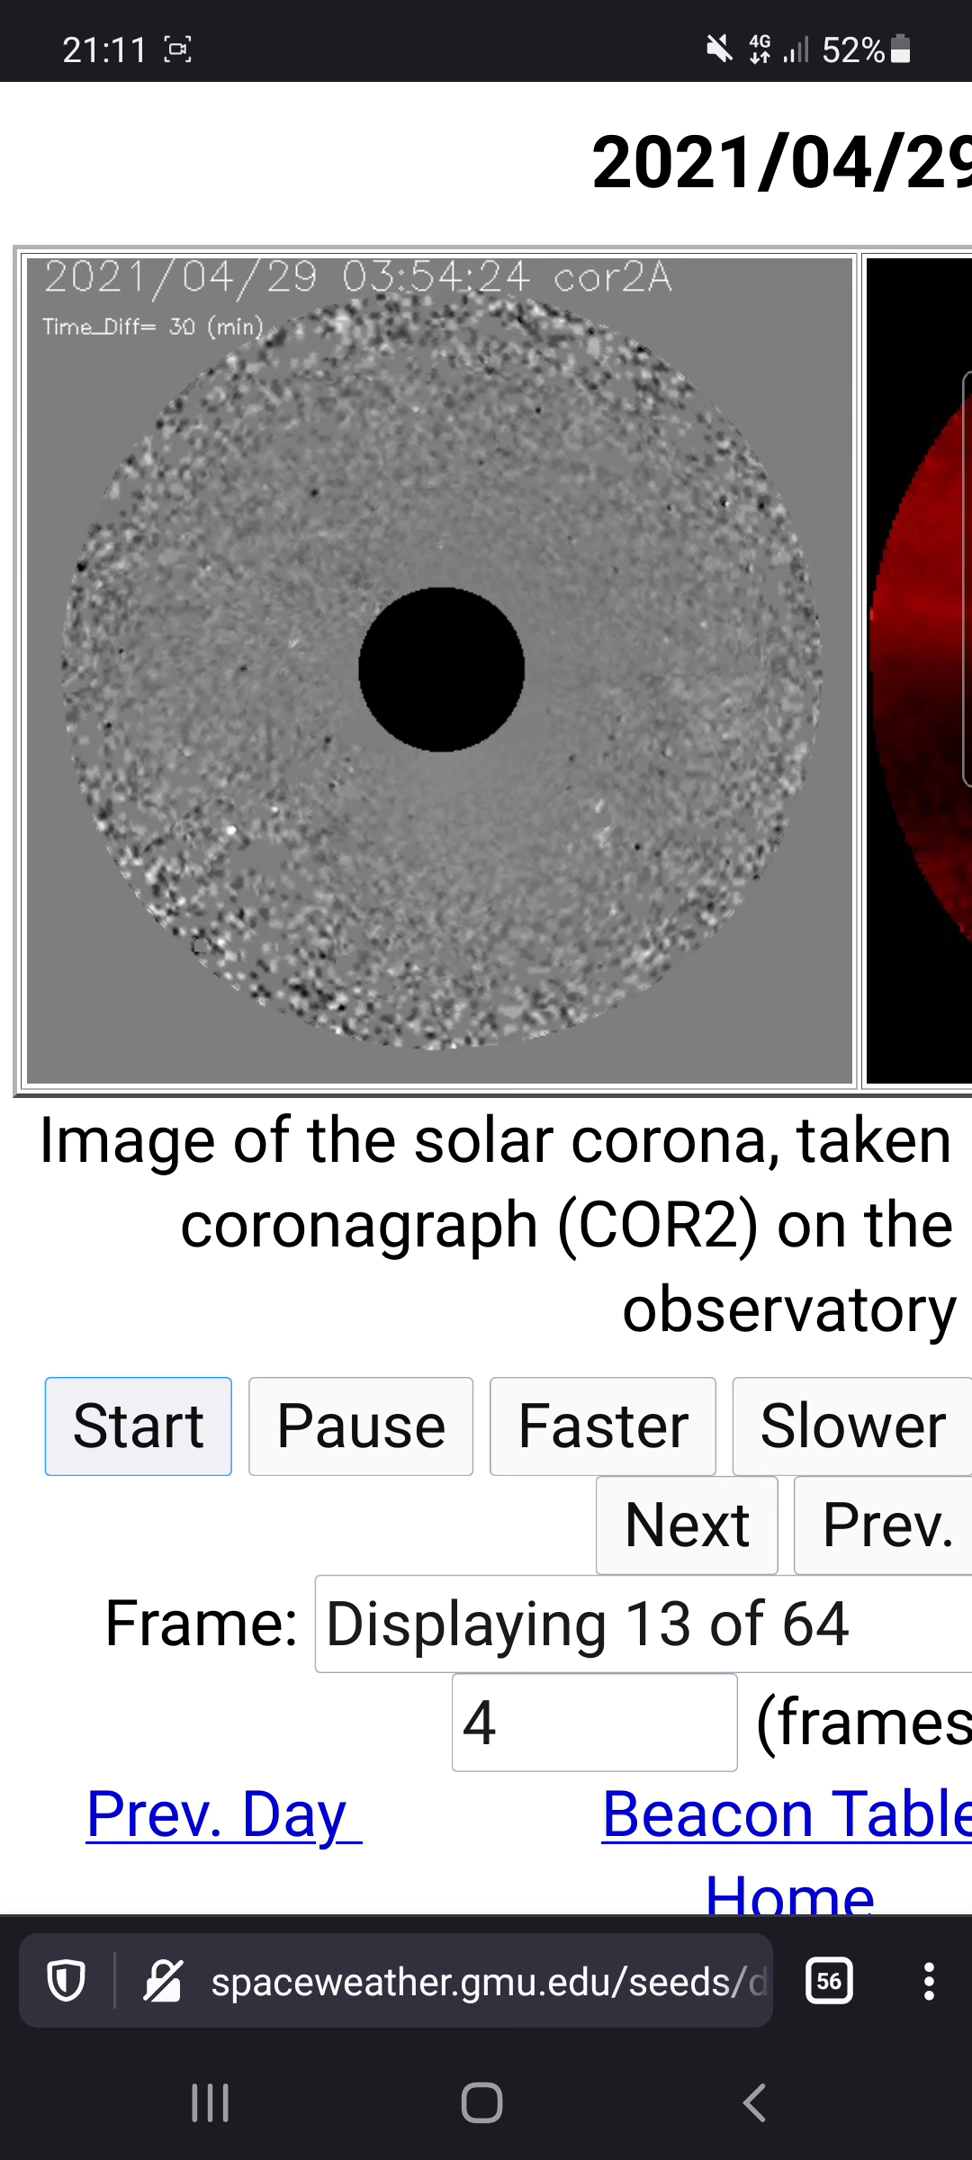 21:11 4G 52%
2021/04/29
2021/04/29 03:54:24 cor2A
Time_Diff= 30 (min)
Image of the solar corona, taken
coronagraph (COR2) on the
observatory
Start Pause Faster Slower
Next Prev.
Frame: Displaying 13 of 64
4 (frames
Prev. Day Beacon Table
Home
spaceweather.gmu.edu/seeds/d 56